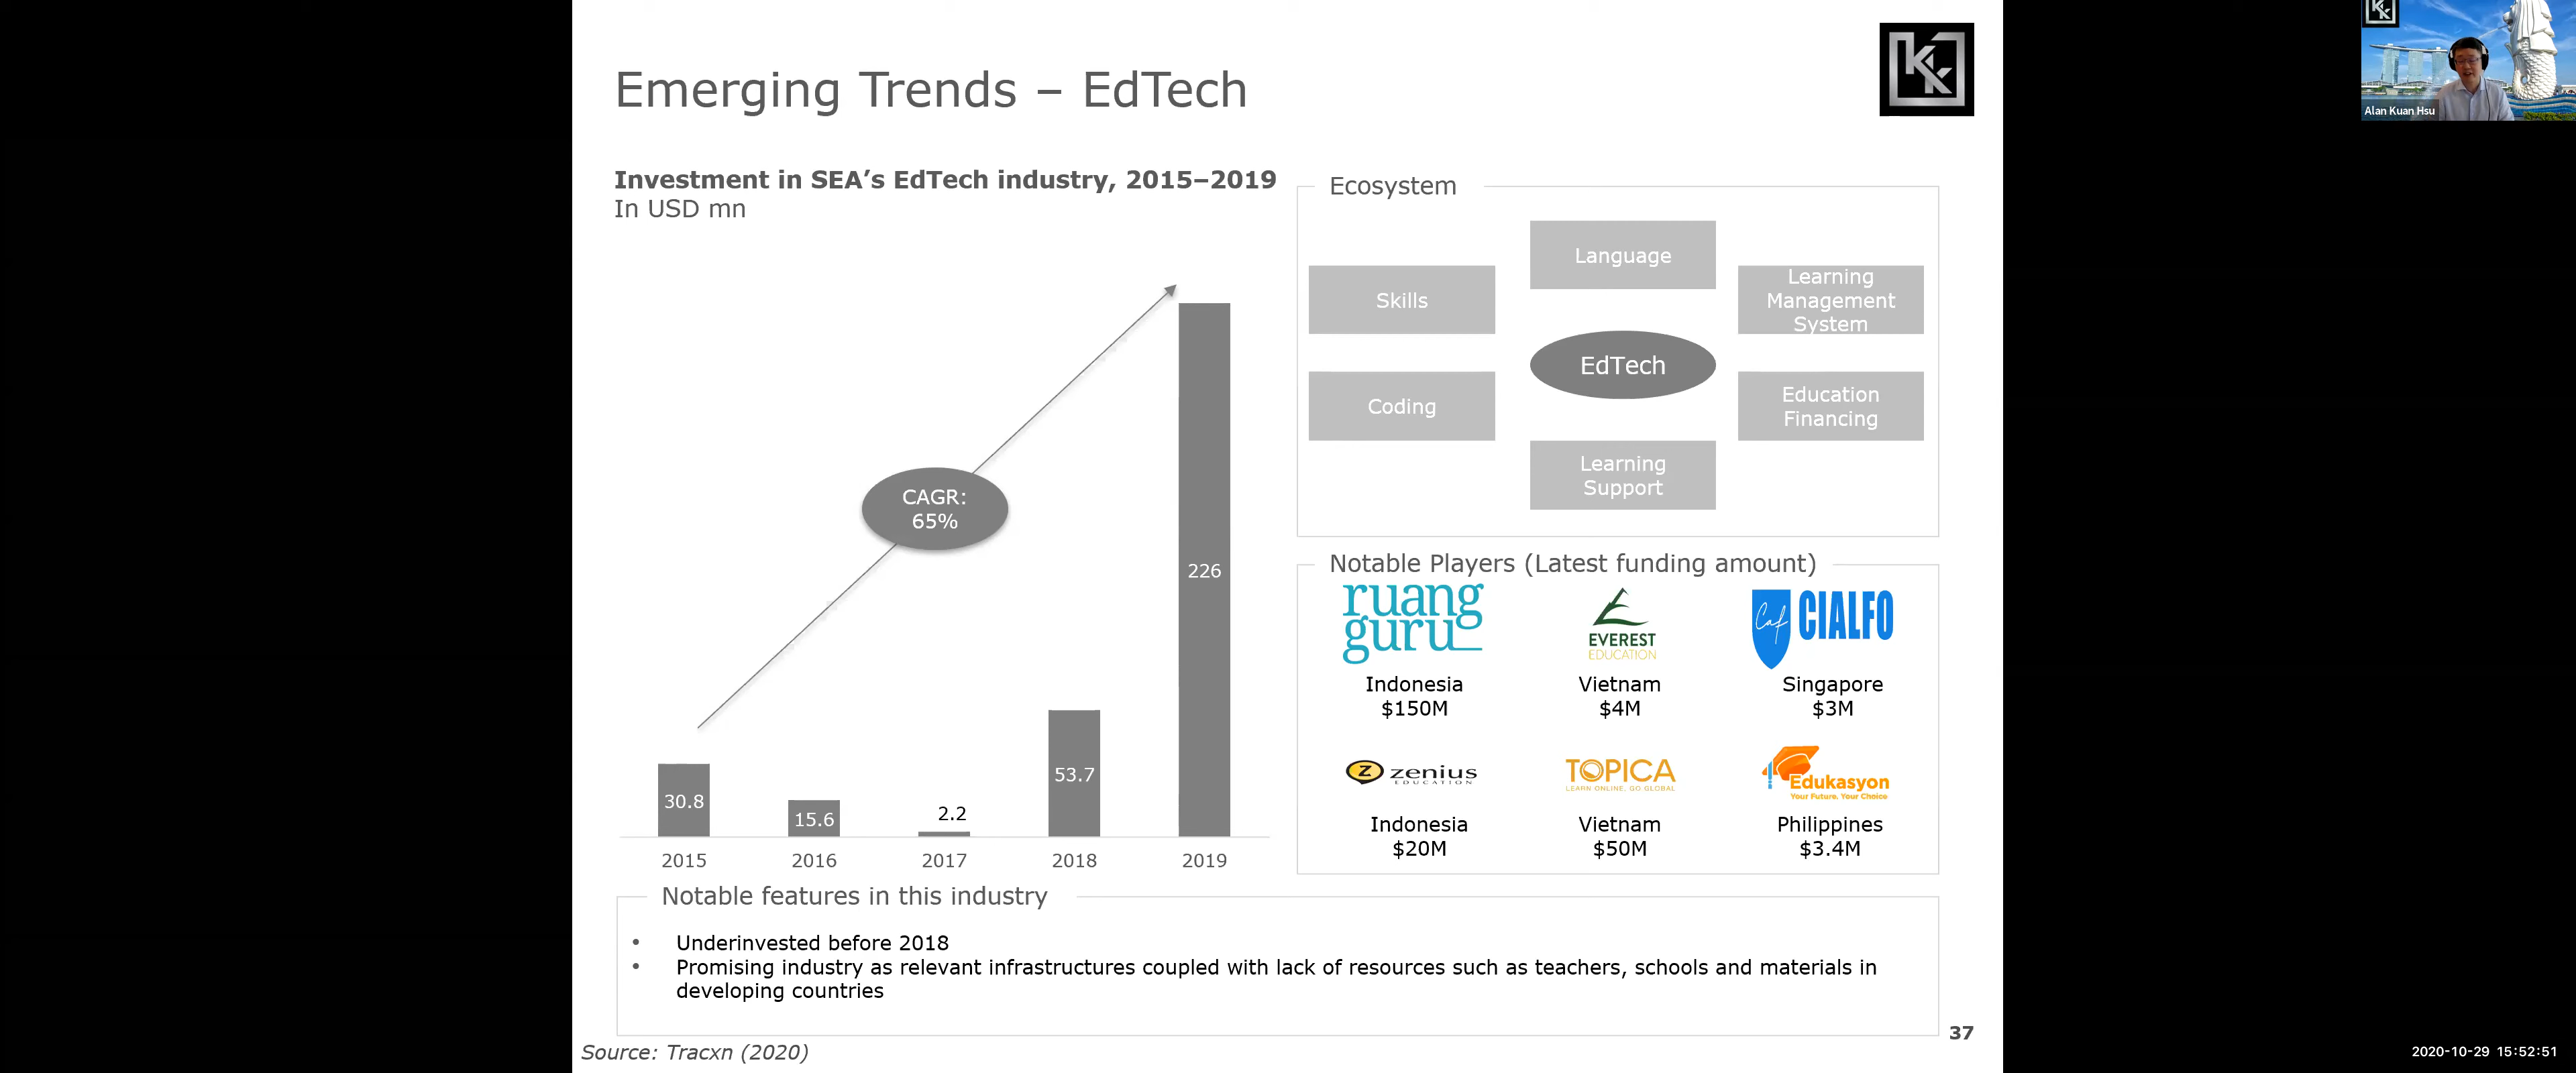 Emerging Trends – EdTech
KK
Investment in SEA's EdTech industry, 2015–2019
In USD mn
CAGR:
65%
30.8
15.6
2.2
53.7
226
2015
2016
2017
2018
2019
Ecosystem
Language
Skills
Learning
Management
System
EdTech
Coding
Education
Financing
Learning
Support
Notable Players (Latest funding amount)
ruang
guru
Indonesia
$150M
EVEREST
EDUCATION
Vietnam
$4M
Caf CIALFO
Singapore
$3M
Z zenius
EDUCATION
Indonesia
$20M
TOPICA
LEARN ONLINE, GO GLOBAL
Vietnam
$50M
Edukasyon
Your Future. Your Choice
Philippines
$3.4M
Notable features in this industry
• Underinvested before 2018
• Promising industry as relevant infrastructures coupled with lack of resources such as teachers, schools and materials in
developing countries
37
Source: Tracxn (2020)
KK
Alan Kuan Hsu
2020-10-29 15:52:51